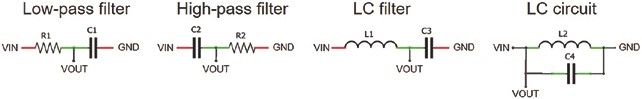 Low-pass filter
High-pass filter
LC filter
LC circuit
R1
C1
VIN
GND
VOUT
C2
R2
VIN
GND
VOUT
L1
C3
VIN
GND
VOUT
L2
VIN
GND
C4
VOUT